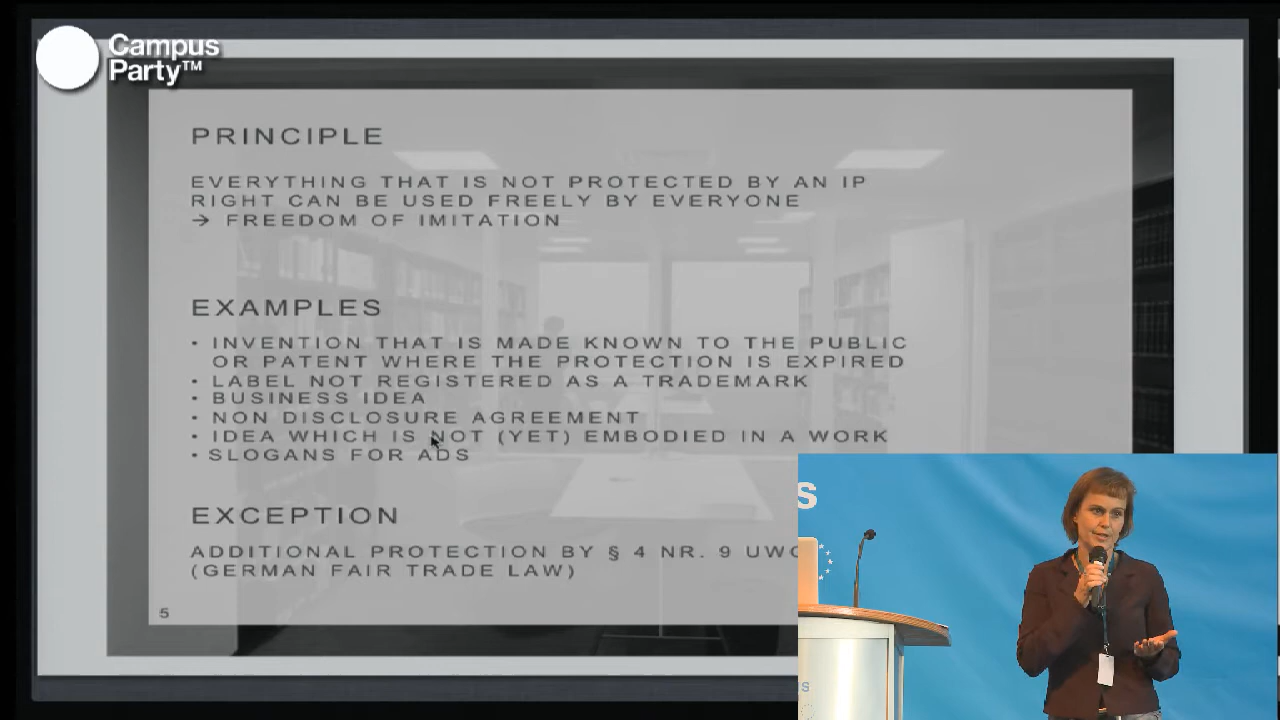 Campus
Party™
PRINCIPLE
EVERYTHING THAT IS NOT PROTECTED BY AN IP
RIGHT CAN BE USED FREELY BY EVERYONE
→ FREEDOM OF IMITATION
EXAMPLES
• INVENTION THAT IS MADE KNOWN TO THE PUBLIC
OR PATENT WHERE THE PROTECTION IS EXPIRED
• LABEL NOT REGISTERED AS A TRADEMARK
• BUSINESS IDEA
• NON DISCLOSURE AGREEMENT
• IDEA WHICH IS NOT (YET) EMBODIED IN A WORK
• SLOGANS FOR ADS
EXCEPTION
ADDITIONAL PROTECTION BY § 4 NR. 9 UWG
(GERMAN FAIR TRADE LAW)
5